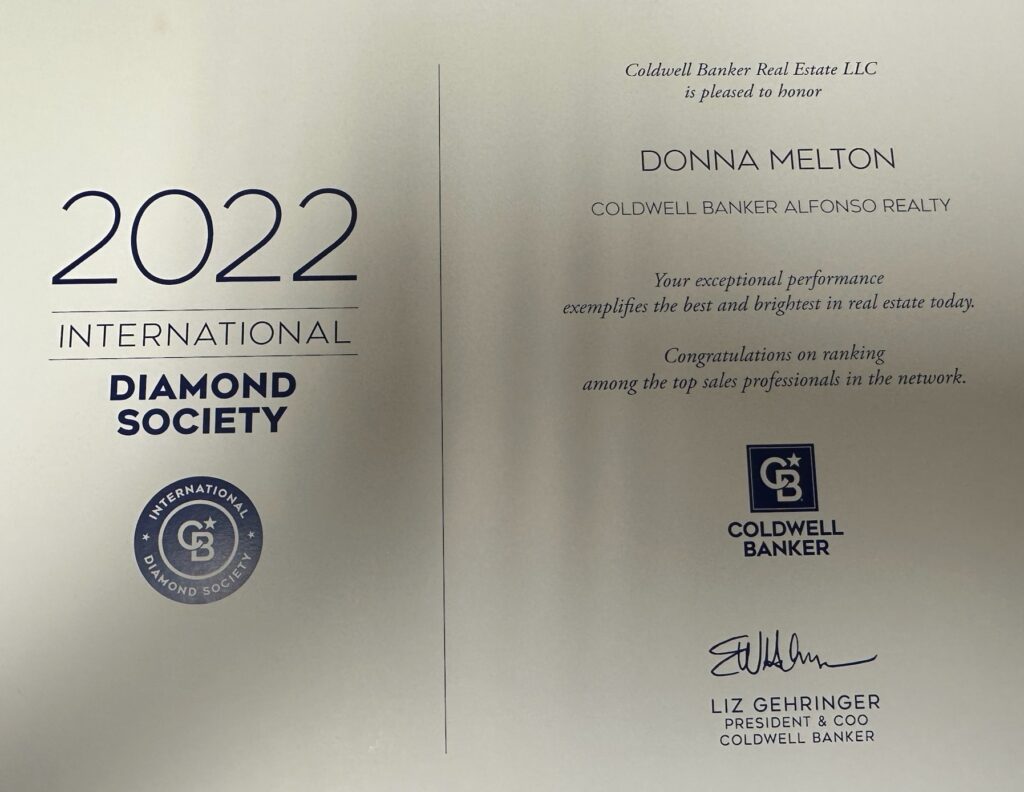 2022
INTERNATIONAL
DIAMOND
SOCIETY
INTERNATIONAL
CB
DIAMOND SOCIETY
Coldwell Banker Real Estate LLC
is pleased to honor
DONNA MELTON
COLDWELL BANKER ALFONSO REALTY
Your exceptional performance
exemplifies the best and brightest in real estate today.
Congratulations on ranking
among the top sales professionals in the network.
CB
COLDWELL
BANKER
LIZ GEHRINGER
PRESIDENT & COO
COLDWELL BANKER